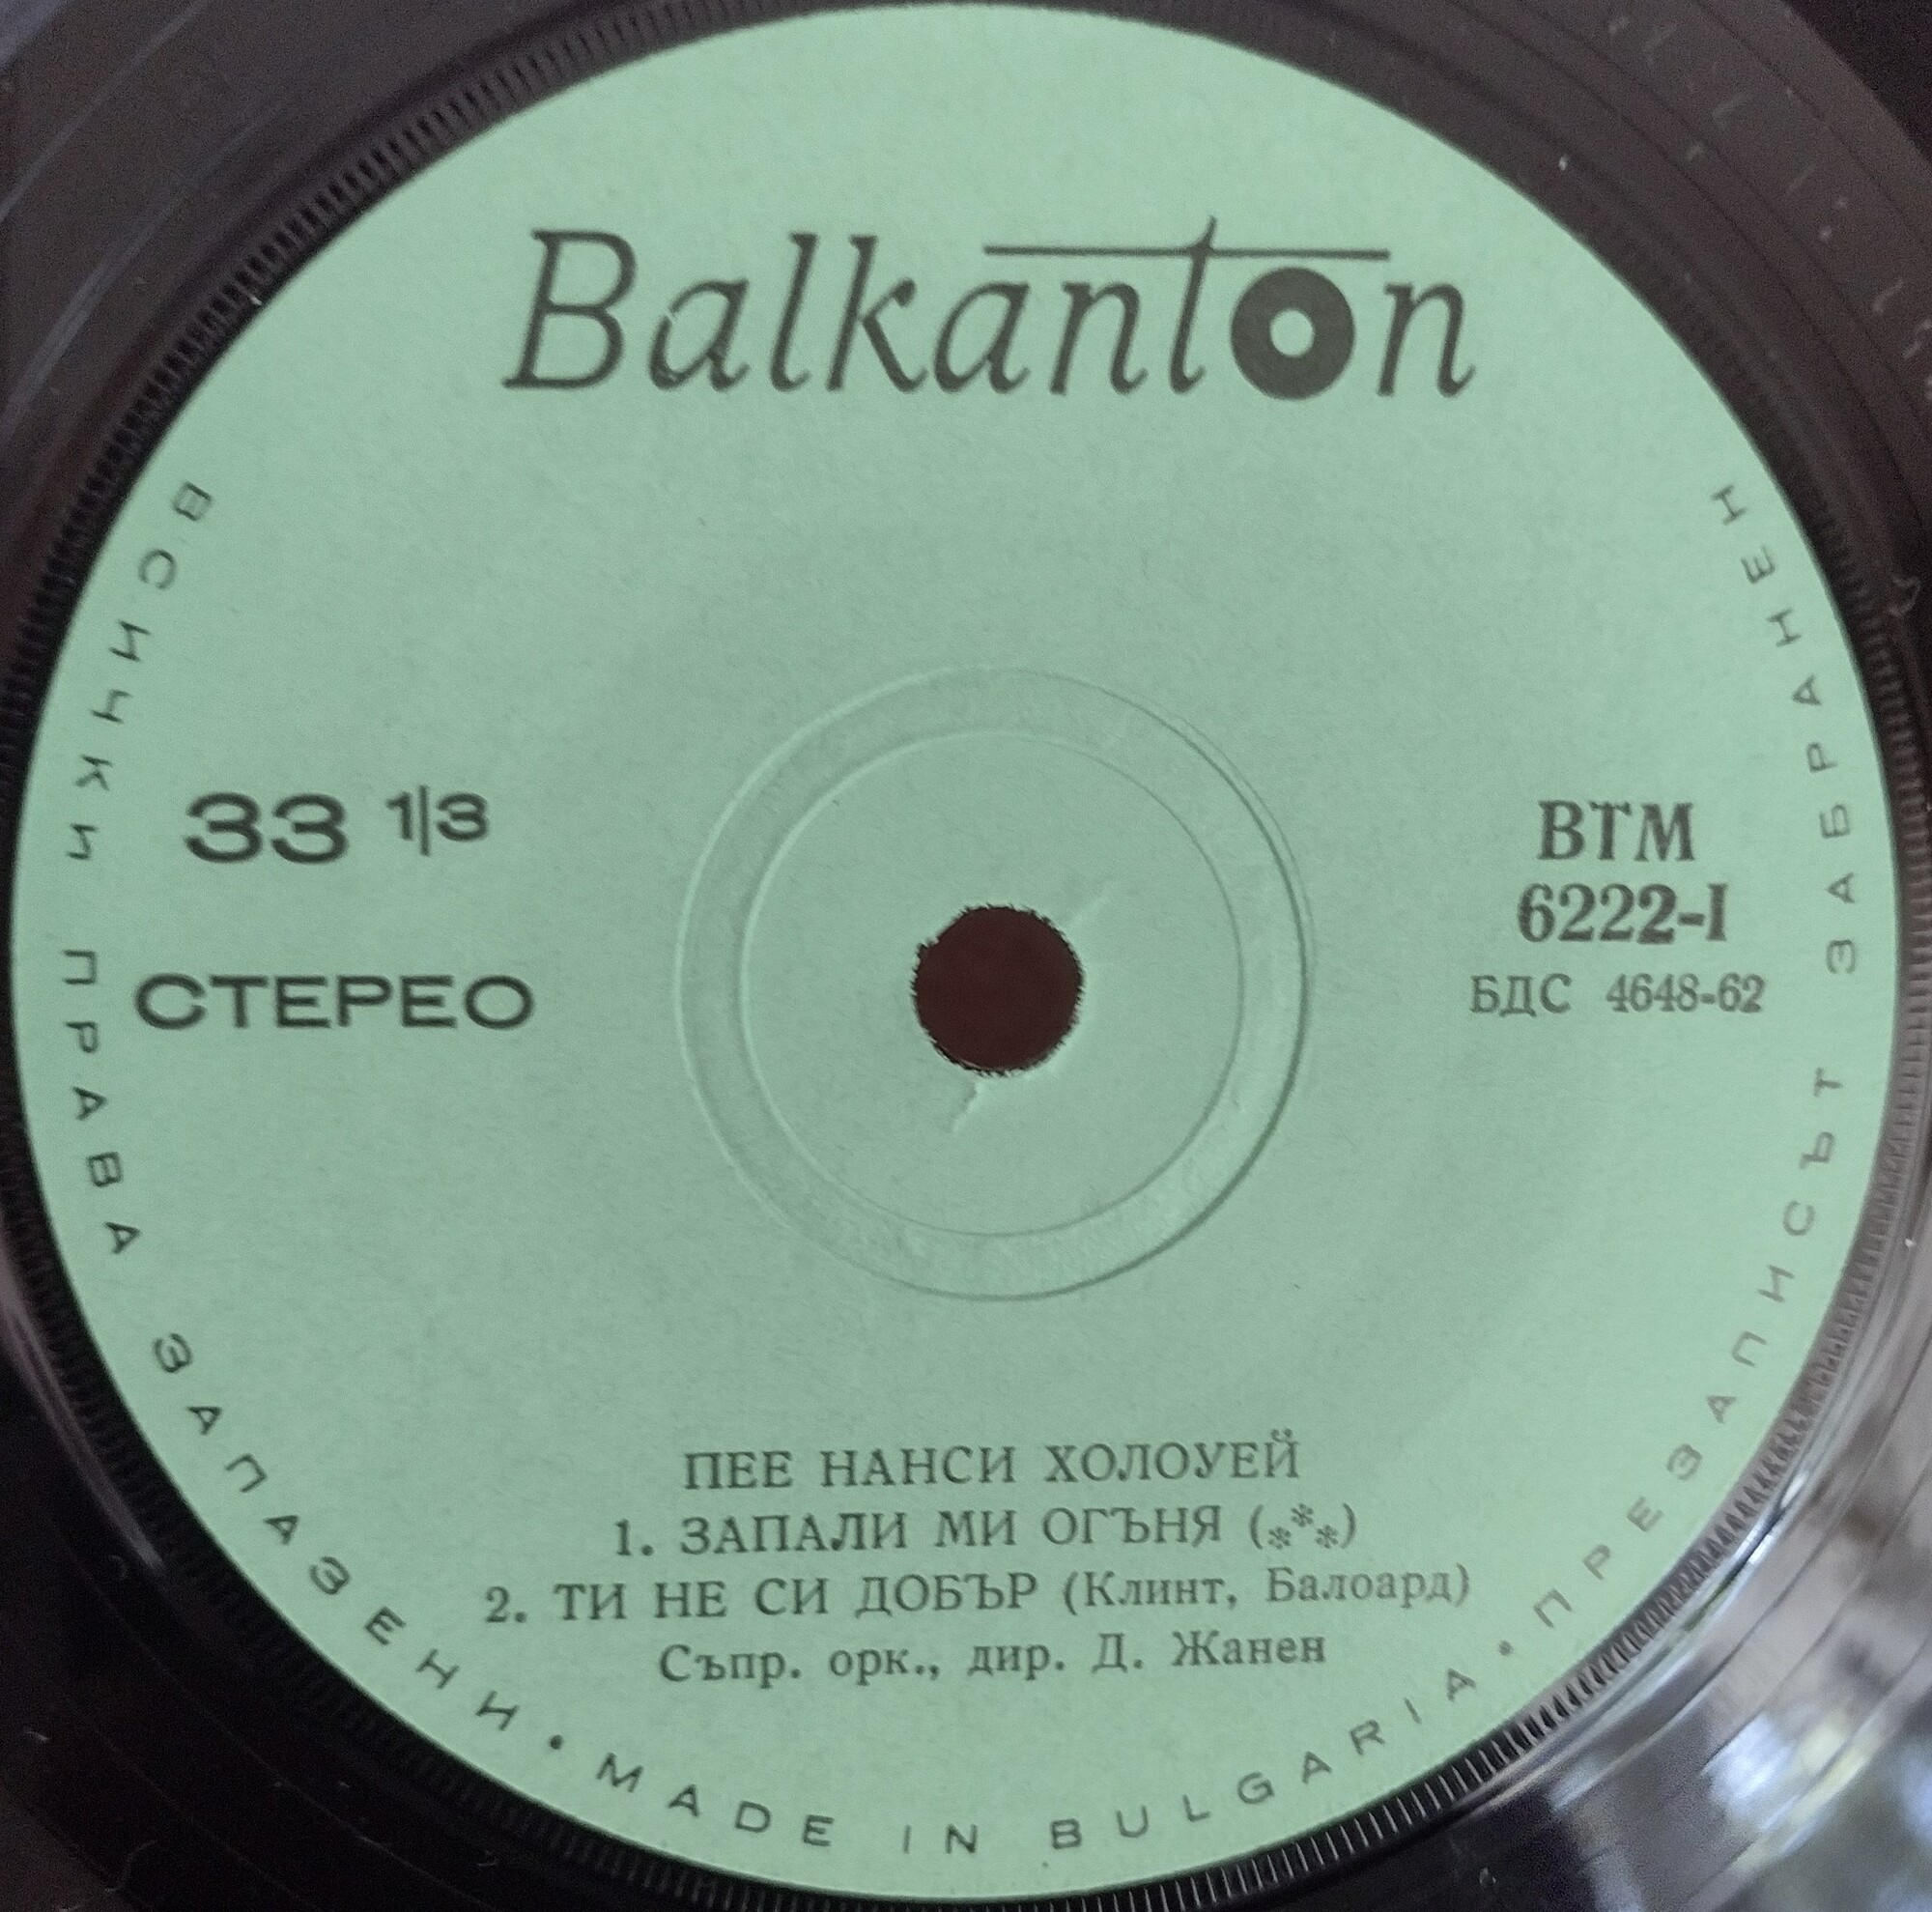 Balkanton
33 1|3
СТЕРЕО
ВТМ
6222-I
БДС 4648-62
ПЕЕ НАНСИ ХОЛОУЕЙ
1. ЗАПАЛИ МИ ОГЪНЯ (***)
2. ТИ НЕ СИ ДОБЪР (Клинт, Балоард)
Съпр. орк., дир. Д. Жанен
ВСИЧКИ ПРАВА ЗАПАЗЕНИ • MADE IN BULGARIA • ПРЕЗАПИСЪТ ЗАБРАНЕН